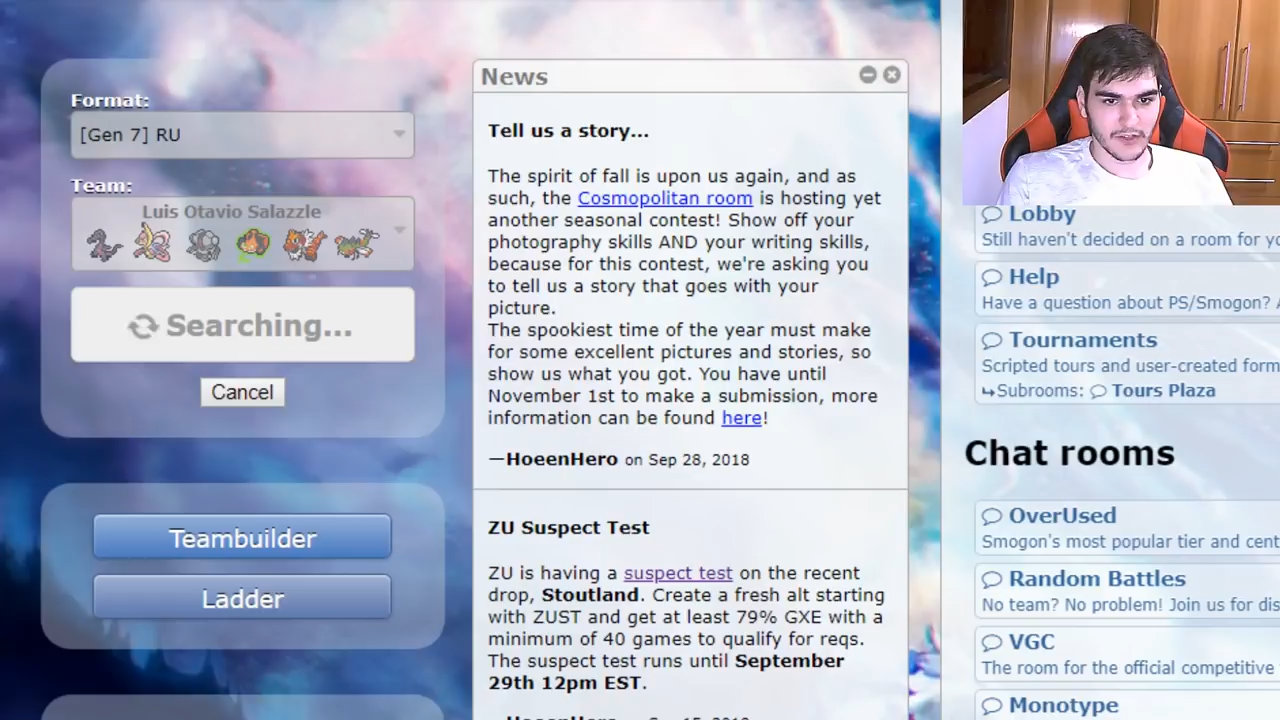 Format:
[Gen 7] RU
Team:
Luis Otavio Salazzle
Searching...
Cancel
Teambuilder
Ladder
News
Tell us a story...
The spirit of fall is upon us again, and as
such, the Cosmopolitan room is hosting yet
another seasonal contest! Show off your
photography skills AND your writing skills,
because for this contest, we're asking you
to tell us a story that goes with your
picture.
The spookiest time of the year must make
for some excellent pictures and stories, so
show us what you got. You have until
November 1st to make a submission, more
information can be found here!
—HoeenHero on Sep 28, 2018
ZU Suspect Test
ZU is having a suspect test on the recent
drop, Stoutland. Create a fresh alt starting
with ZUST and get at least 79% GXE with a
minimum of 40 games to qualify for reqs.
The suspect test runs until September
29th 12pm EST.
Lobby
Still haven't decided on a room for yo
Help
Have a question about PS/Smogon? A
Tournaments
Scripted tours and user-created form
↳Subrooms: Tours Plaza
Chat rooms
OverUsed
Smogon's most popular tier and cent
Random Battles
No team? No problem! Join us for dis
VGC
The room for the official competitive
Monotype